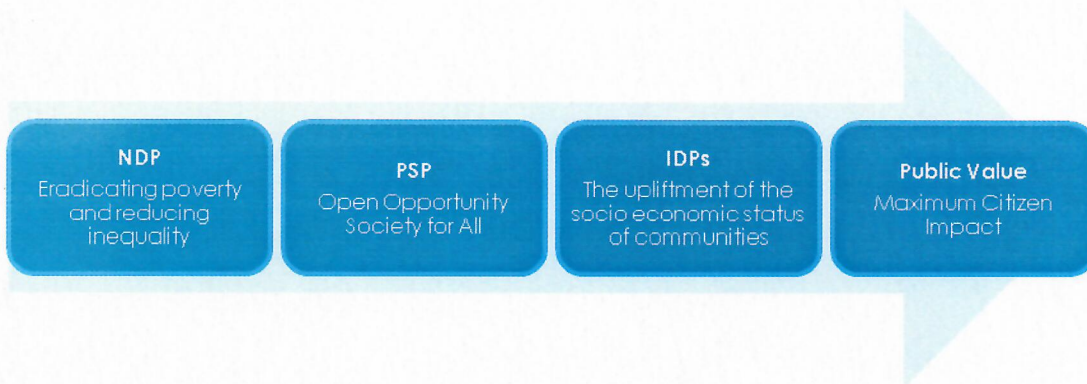 NDP
Eradicating poverty
and reducing
inequality
PSP
Open Opportunity
Society for All
IDPs
The upliftment of the
socio economic status
of communities
Public Value
Maximum Citizen
Impact